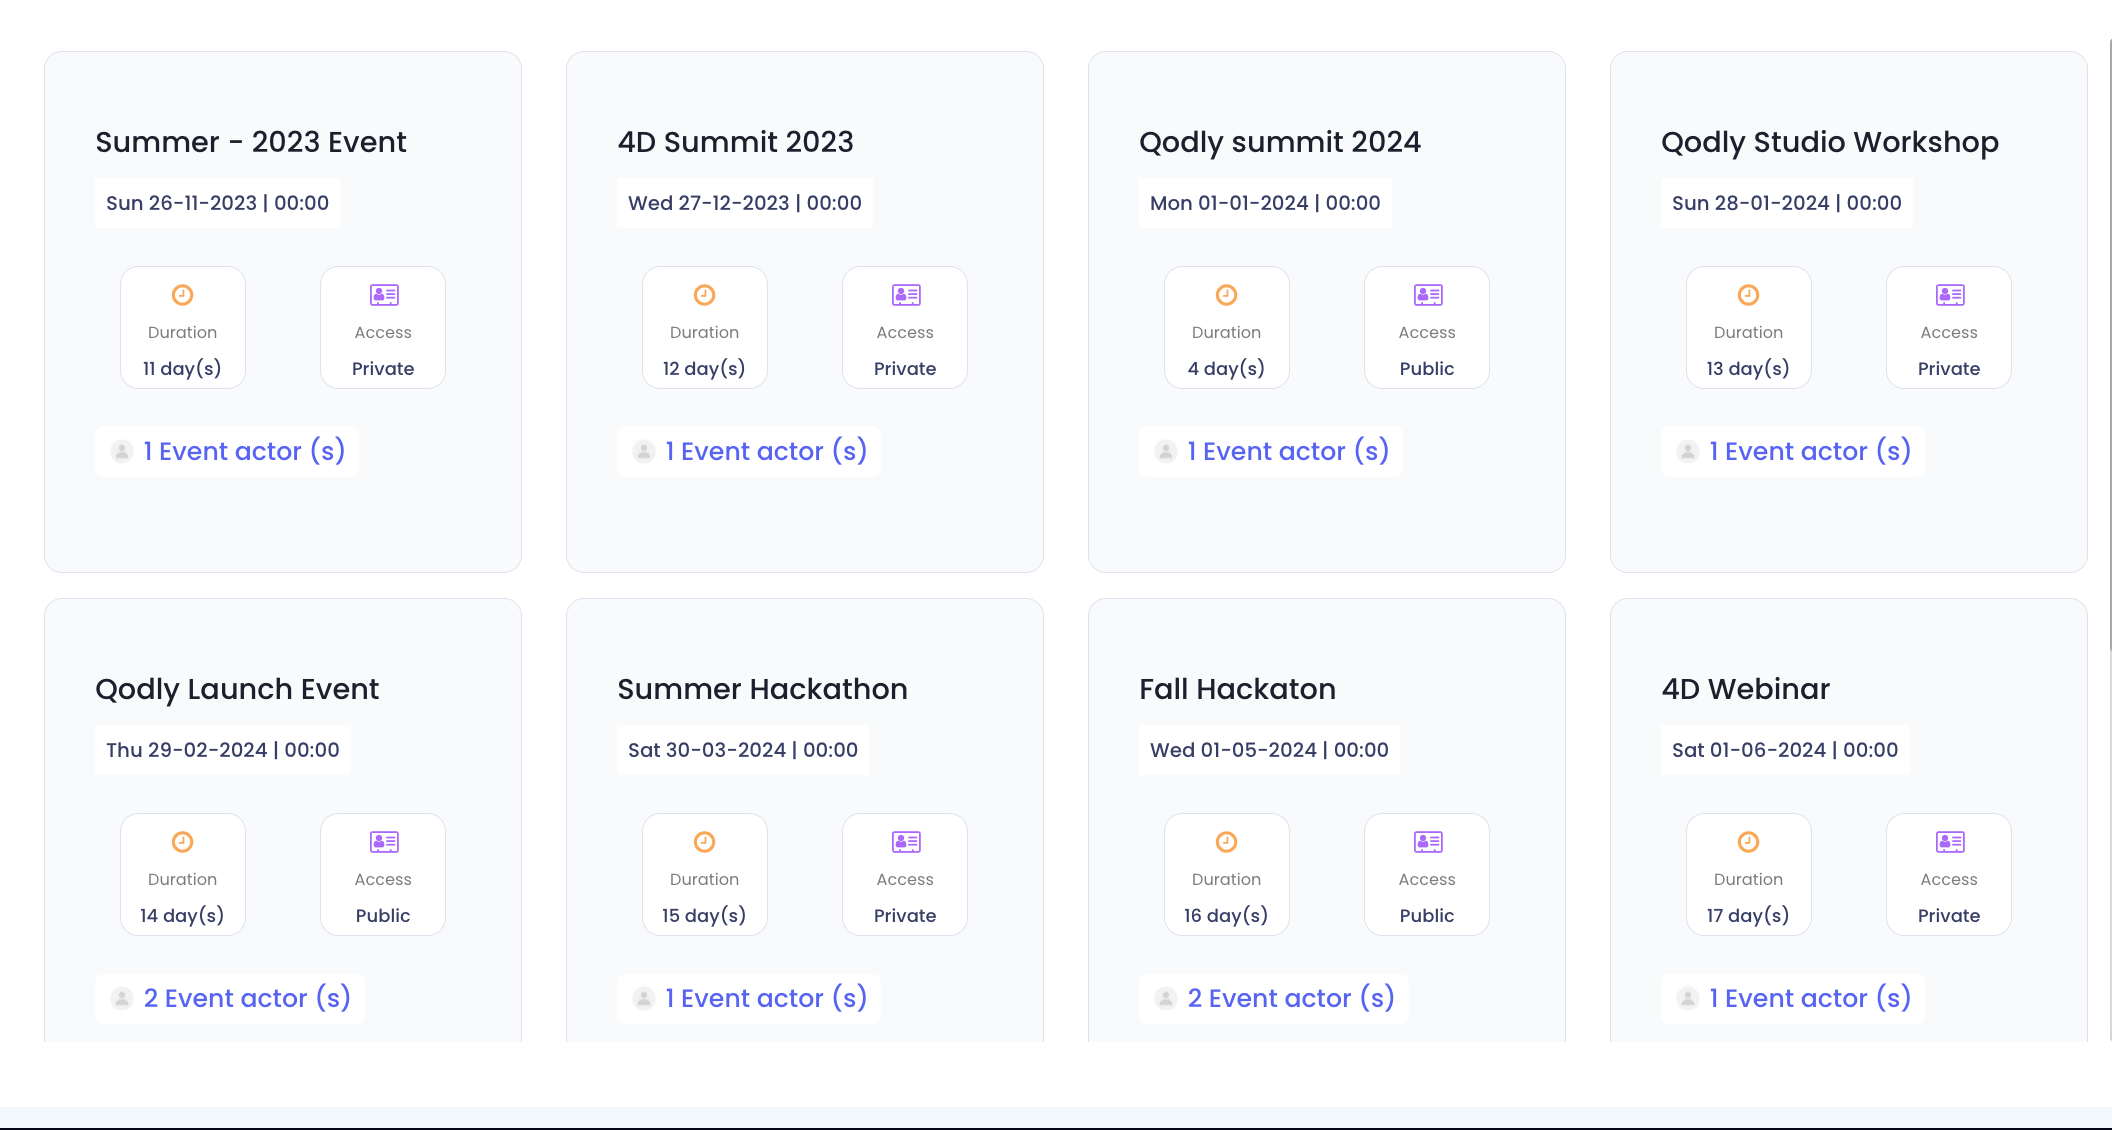 Summer - 2023 Event
Sun 26-11-2023 | 00:00
Duration
11 day(s)
Access
Private
1 Event actor (s)
4D Summit 2023
Wed 27-12-2023 | 00:00
Duration
12 day(s)
Access
Private
1 Event actor (s)
Qodly summit 2024
Mon 01-01-2024 | 00:00
Duration
4 day(s)
Access
Public
1 Event actor (s)
Qodly Studio Workshop
Sun 28-01-2024 | 00:00
Duration
13 day(s)
Access
Private
1 Event actor (s)
Qodly Launch Event
Thu 29-02-2024 | 00:00
Duration
14 day(s)
Access
Public
2 Event actor (s)
Summer Hackathon
Sat 30-03-2024 | 00:00
Duration
15 day(s)
Access
Private
1 Event actor (s)
Fall Hackaton
Wed 01-05-2024 | 00:00
Duration
16 day(s)
Access
Public
2 Event actor (s)
4D Webinar
Sat 01-06-2024 | 00:00
Duration
17 day(s)
Access
Private
1 Event actor (s)